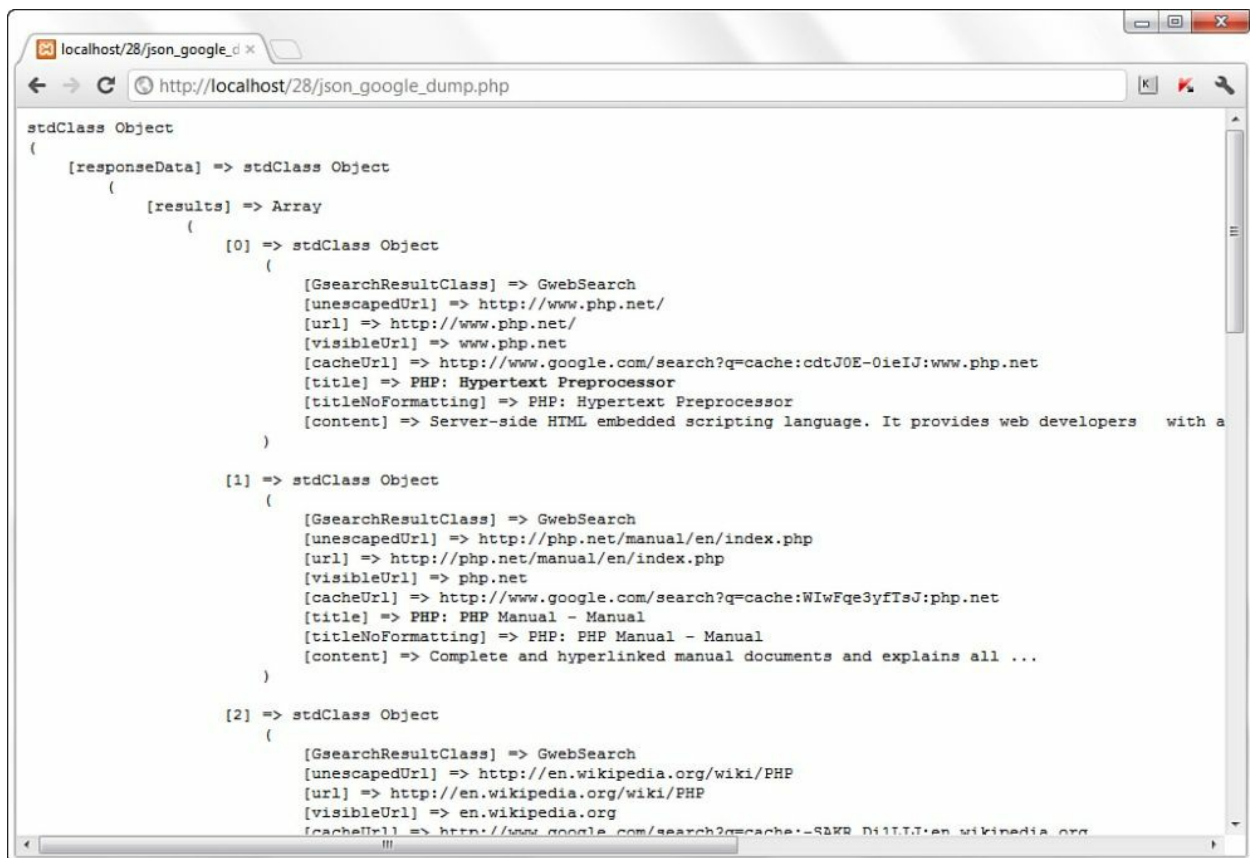 localhost/28/json_google_d
http://localhost/28/json_google_dump.php
K
stdClass Object
(
[responseData] => stdClass Object
(
[results] => Array
(
[0] => stdClass Object
(
[GsearchResultClass] => GwebSearch
[unescapedUrl] => http://www.php.net/
[url] => http://www.php.net/
[visibleUrl] => www.php.net
[cacheUrl] => http://www.google.com/search?q=cache:cdtJ0E-0ieIJ:www.php.net
[title] => PHP: Hypertext Preprocessor
[titleNoFormatting] => PHP: Hypertext Preprocessor
[content] => Server-side HTML embedded scripting language. It provides web developers with a
)
[1] => stdClass Object
(
[GsearchResultClass] => GwebSearch
[unescapedUrl] => http://php.net/manual/en/index.php
[url] => http://php.net/manual/en/index.php
[visibleUrl] => php.net
[cacheUrl] => http://www.google.com/search?q=cache:WIwFqe3yfTsJ:php.net
[title] => PHP: PHP Manual - Manual
[titleNoFormatting] => PHP: PHP Manual - Manual
[content] => Complete and hyperlinked manual documents and explains all ...
)
[2] => stdClass Object
(
[GsearchResultClass] => GwebSearch
[unescapedUrl] => http://en.wikipedia.org/wiki/PHP
[url] => http://en.wikipedia.org/wiki/PHP
[visibleUrl] => en.wikipedia.org
[cacheUrl] =>